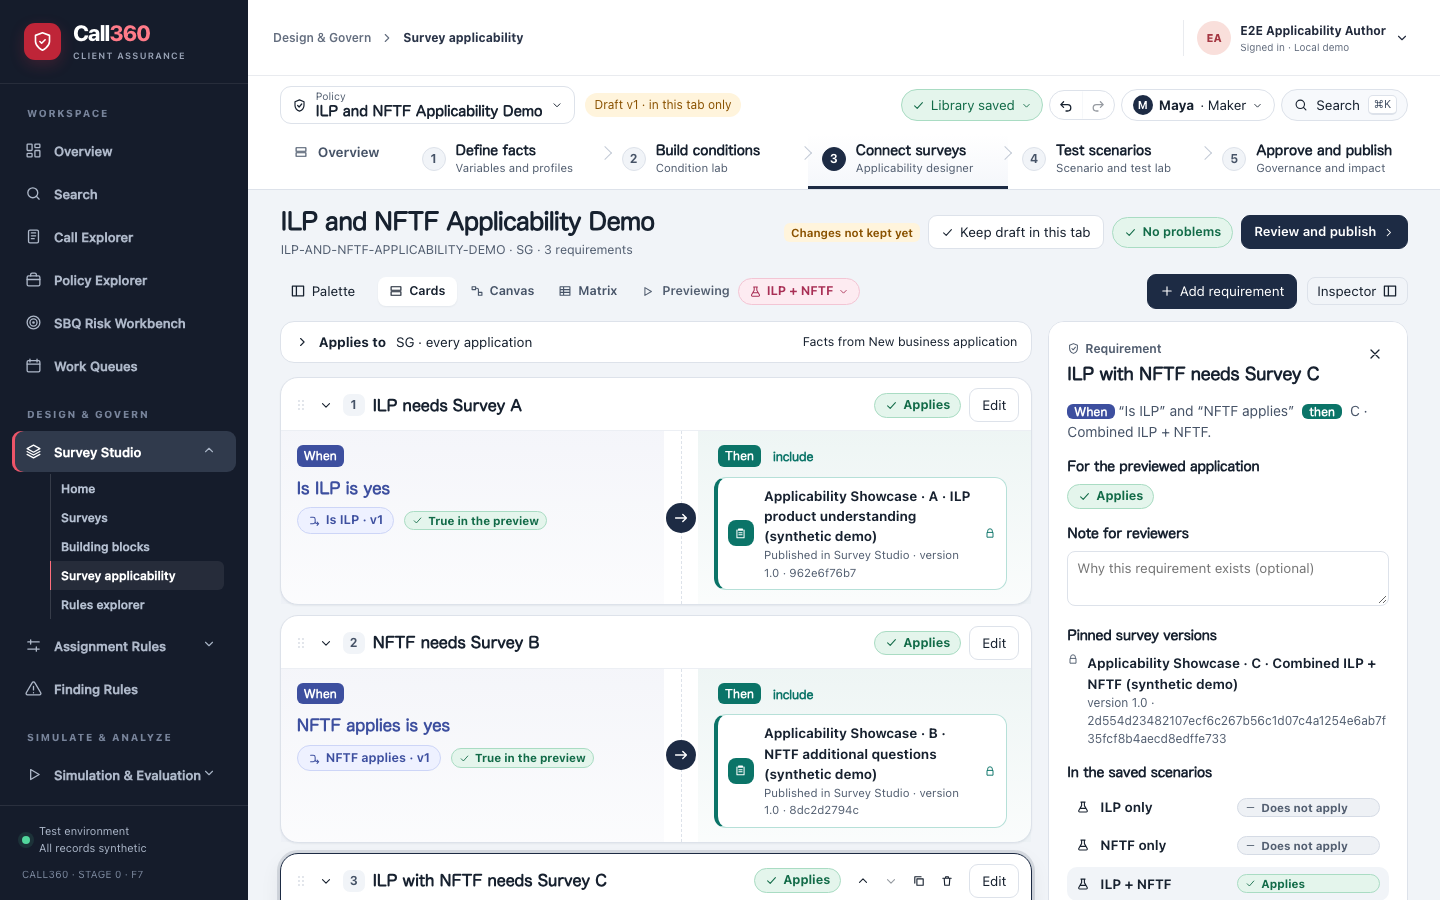 Call360
CLIENT ASSURANCE
WORKSPACE
Overview
Search
Call Explorer
Policy Explorer
SBQ Risk Workbench
Work Queues
DESIGN & GOVERN
Survey Studio
Home
Surveys
Building blocks
Survey applicability
Rules explorer
Assignment Rules
Finding Rules
SIMULATE & ANALYZE
Simulation & Evaluation
Test environment
All records synthetic
CALL360 · STAGE 0 · F7
Design & Govern > Survey applicability
EA
E2E Applicability Author
Signed in · Local demo
Policy
ILP and NFTF Applicability Demo
Draft v1 · in this tab only
Library saved
M Maya · Maker
Search ⌘K
Overview
1 Define facts
Variables and profiles
2 Build conditions
Condition lab
3 Connect surveys
Applicability designer
4 Test scenarios
Scenario and test lab
5 Approve and publish
Governance and impact
ILP and NFTF Applicability Demo
ILP-AND-NFTF-APPLICABILITY-DEMO · SG · 3 requirements
Changes not kept yet
Keep draft in this tab
No problems
Review and publish
Palette
Cards
Canvas
Matrix
Previewing
ILP + NFTF
+ Add requirement
Inspector
Applies to SG · every application
Facts from New business application
1 ILP needs Survey A
Applies
Edit
When
Is ILP is yes
Is ILP · v1
True in the preview
Then include
Applicability Showcase · A · ILP
product understanding
(synthetic demo)
Published in Survey Studio · version
1.0 · 962e6f76b7
2 NFTF needs Survey B
Applies
Edit
When
NFTF applies is yes
NFTF applies · v1
True in the preview
Then include
Applicability Showcase · B ·
NFTF additional questions
(synthetic demo)
Published in Survey Studio · version
1.0 · 8dc2d2794c
3 ILP with NFTF needs Survey C
Applies
Edit
Requirement
ILP with NFTF needs Survey C
When “Is ILP” and “NFTF applies” then C ·
Combined ILP + NFTF.
For the previewed application
Applies
Note for reviewers
Why this requirement exists (optional)
Pinned survey versions
Applicability Showcase · C · Combined ILP +
NFTF (synthetic demo)
version 1.0 ·
2d554d23482107ecf6c267b56c1d07c4a1254e6ab7f
35fcf8b4aecd8edffe733
In the saved scenarios
ILP only
Does not apply
NFTF only
Does not apply
ILP + NFTF
Applies